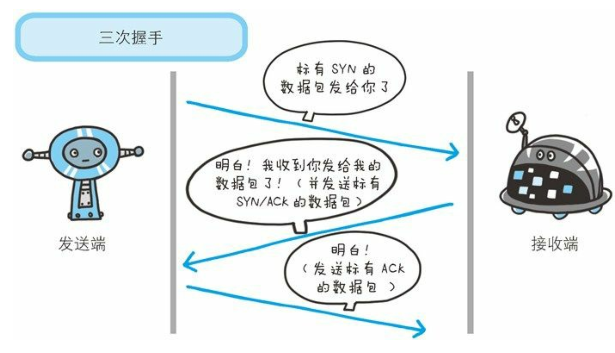 三次握手
标有 SYN 的
数据包发给你了
明白！我收到你发给我的
数据包了！（并发送标有
SYN/ACK 的数据包）
发送端
接收端
明白！
（发送标有 ACK
的数据包 ）